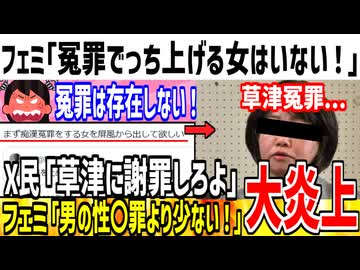 フェミ「冤罪でっち上げる女はいない！」
冤罪は存在しない！
草津冤罪...
まず痴漢冤罪をする女を屏風から出して欲しい
X民「草津に謝罪しろよ」
フェミ「男の性〇罪より少ない！」
大炎上